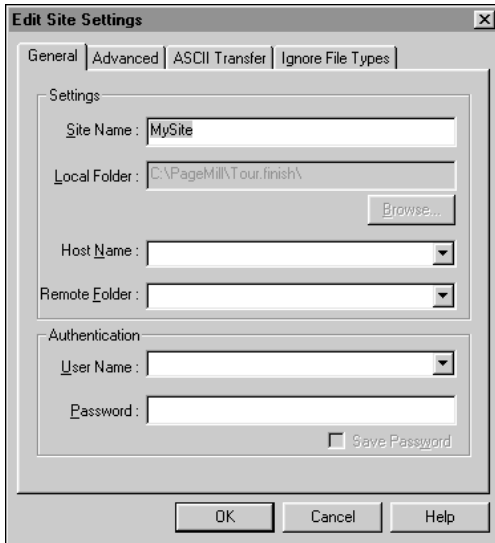 Edit Site Settings
General Advanced ASCII Transfer Ignore File Types
Settings
Site Name : MySite
Local Folder : C:\PageMill\Tour.finish\
Browse...
Host Name :
Remote Folder :
Authentication
User Name :
Password :
Save Password
OK Cancel Help